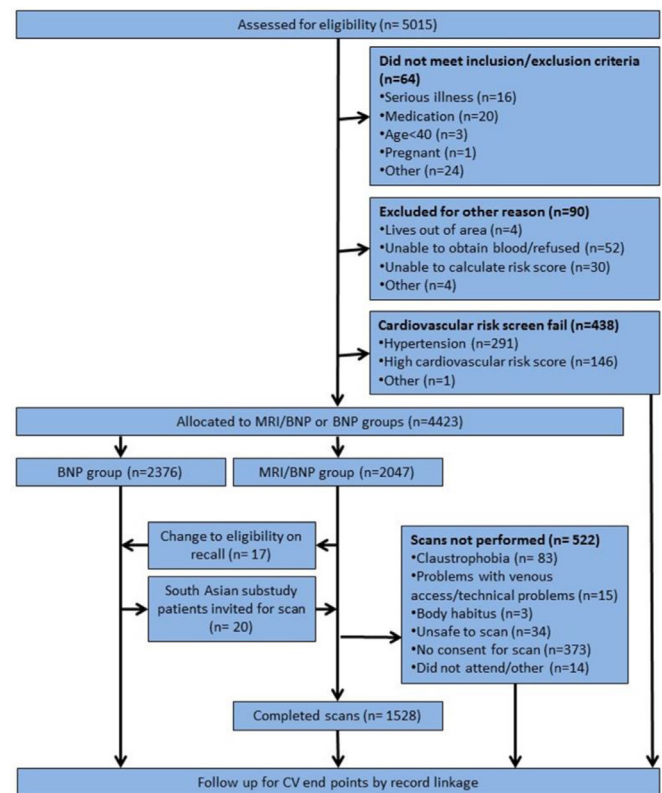 Assessed for eligibility (n= 5015)
Did not meet inclusion/exclusion criteria
(n=64)
•Serious illness (n=16)
•Medication (n=20)
•Age<40 (n=3)
•Pregnant (n=1)
•Other (n=24)
Excluded for other reason (n=90)
•Lives out of area (n=4)
•Unable to obtain blood/refused (n=52)
•Unable to calculate risk score (n=30)
•Other (n=4)
Cardiovascular risk screen fail (n=438)
•Hypertension (n=291)
•High cardiovascular risk score (n=146)
•Other (n=1)
Allocated to MRI/BNP or BNP groups (n=4423)
BNP group (n=2376)
MRI/BNP group (n=2047)
Change to eligibility on
recall (n= 17)
South Asian substudy
patients invited for scan
(n= 20)
Scans not performed (n= 522)
•Claustrophobia (n= 83)
•Problems with venous
access/technical problems (n=15)
•Body habitus (n=3)
•Unsafe to scan (n=34)
•No consent for scan (n=373)
•Did not attend/other (n=14)
Completed scans (n= 1528)
Follow up for CV end points by record linkage